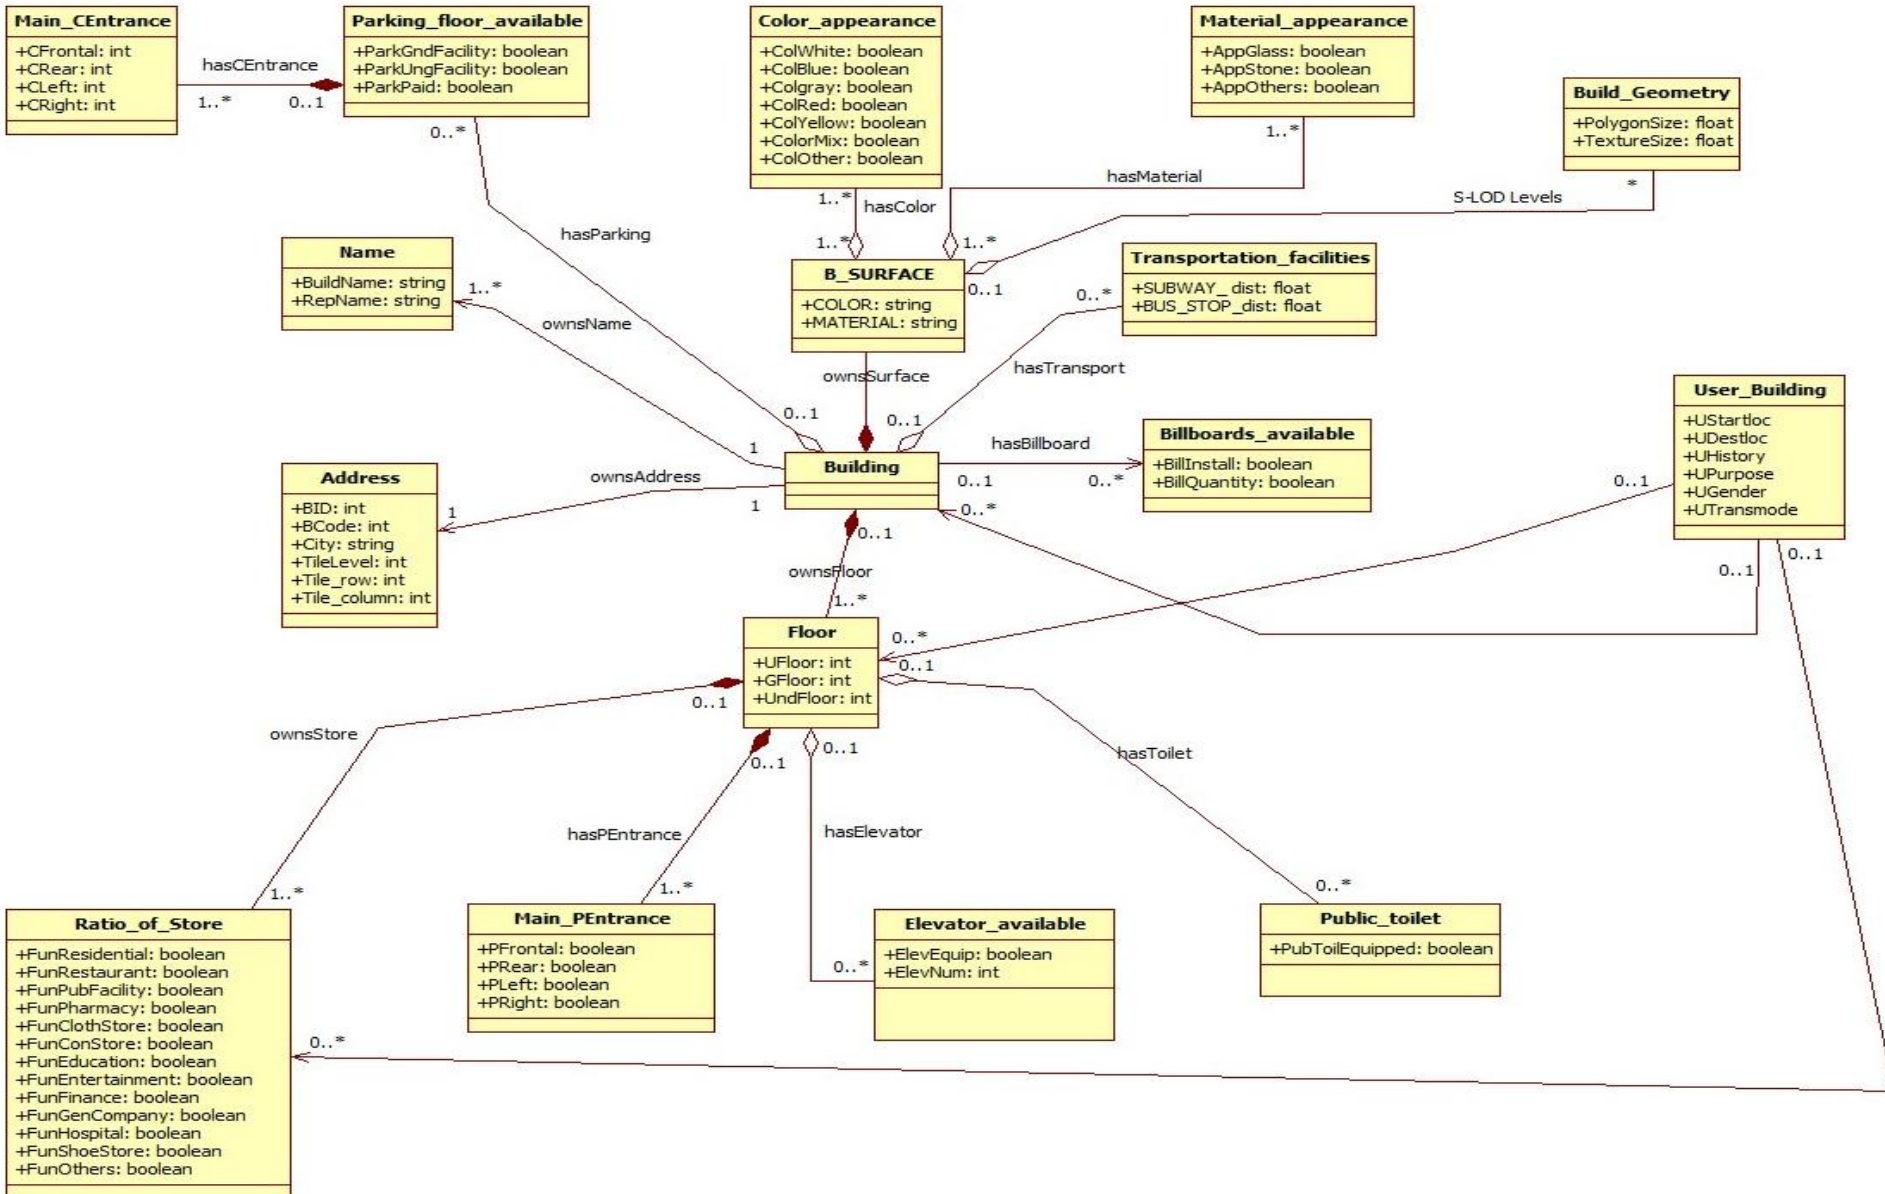 Main_CEntrance
+CFrontal: int
+CRear: int
+CLeft: int
+CRight: int
hasCEntrance
1..*
0..1
Parking_floor_available
+ParkGndFacility: boolean
+ParkUngFacility: boolean
+ParkPaid: boolean
0..*
Color_appearance
+ColWhite: boolean
+ColBlue: boolean
+Colgray: boolean
+ColRed: boolean
+ColYellow: boolean
+ColorMix: boolean
+ColOther: boolean
1..*
hasColor
1..*
Material_appearance
+AppGlass: boolean
+AppStone: boolean
+AppOthers: boolean
1..*
hasMaterial
1..*
Build_Geometry
+PolygonSize: float
+TextureSize: float
*
S-LOD Levels
0..1
hasParking
0..1
Name
+BuildName: string
+RepName: string
1..*
ownsName
1
B_SURFACE
+COLOR: string
+MATERIAL: string
ownsSurface
Transportation_facilities
+SUBWAY_ dist: float
+BUS_STOP_dist: float
0..*
hasTransport
0..1
User_Building
+UStartloc
+UDestloc
+UHistory
+UPurpose
+UGender
+UTransmode
0..1
0..1
0..1
Billboards_available
+BillInstall: boolean
+BillQuantity: boolean
hasBillboard
0..1
0..*
Building
0..*
0..1
Address
+BID: int
+BCode: int
+City: string
+TileLevel: int
+Tile_row: int
+Tile_column: int
ownsAddress
1
1
ownsFloor
1..*
Floor
+UFloor: int
+GFloor: int
+UndFloor: int
0..*
0..1
0..1
0..1
0..1
ownsStore
1..*
hasPEntrance
1..*
hasElevator
0..*
hasToilet
0..*
Ratio_of_Store
+FunResidential: boolean
+FunRestaurant: boolean
+FunPubFacility: boolean
+FunPharmacy: boolean
+FunClothStore: boolean
+FunConStore: boolean
+FunEducation: boolean
+FunEntertainment: boolean
+FunFinance: boolean
+FunGenCompany: boolean
+FunHospital: boolean
+FunShoeStore: boolean
+FunOthers: boolean
0..*
Main_PEntrance
+PFrontal: boolean
+PRear: boolean
+PLeft: boolean
+PRight: boolean
Elevator_available
+ElevEquip: boolean
+ElevNum: int
Public_toilet
+PubToilEquipped: boolean